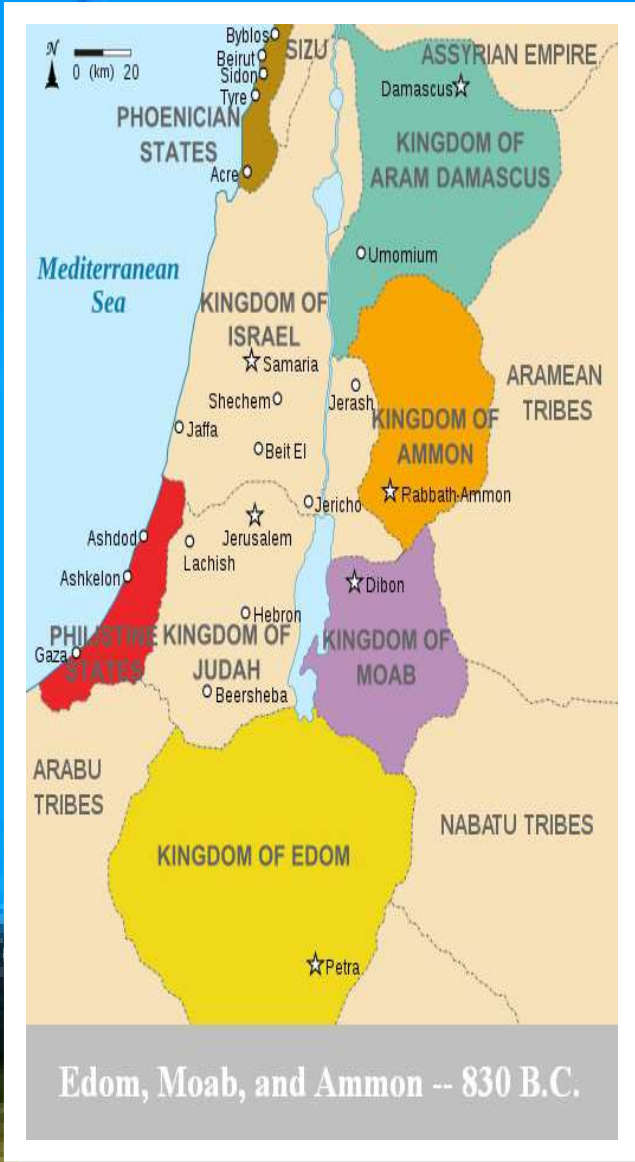 Byblos
SIZU
Beirut
ASSYRIAN EMPIRE
N
0 (km) 20
Sidon
Damascus
Tyre
PHOENICIAN
STATES
KINGDOM OF
ARAM DAMASCUS
Acre
Umomium
Mediterranean
Sea
KINGDOM OF
ISRAEL
Samaria
ARAMEAN
TRIBES
Shechem
Jerash
KINGDOM OF
AMMON
Jaffa
Beit El
Jericho
Rabbath-Ammon
Ashdod
Jerusalem
Lachish
Ashkelon
Dibon
Hebron
PHILISTINE
STATES
Gaza
KINGDOM OF
JUDAH
KINGDOM OF
MOAB
Beersheba
ARABU
TRIBES
NABATU TRIBES
KINGDOM OF EDOM
Petra
Edom, Moab, and Ammon -- 830 B.C.